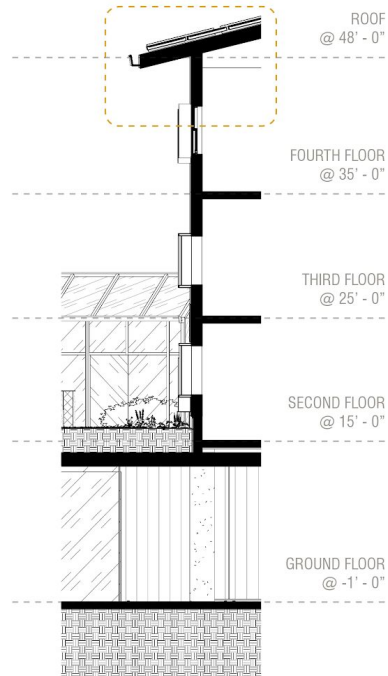 ROOF
@ 48' - 0"
FOURTH FLOOR
@ 35' - 0"
THIRD FLOOR
@ 25' - 0"
SECOND FLOOR
@ 15' - 0"
GROUND FLOOR
@ -1' - 0"